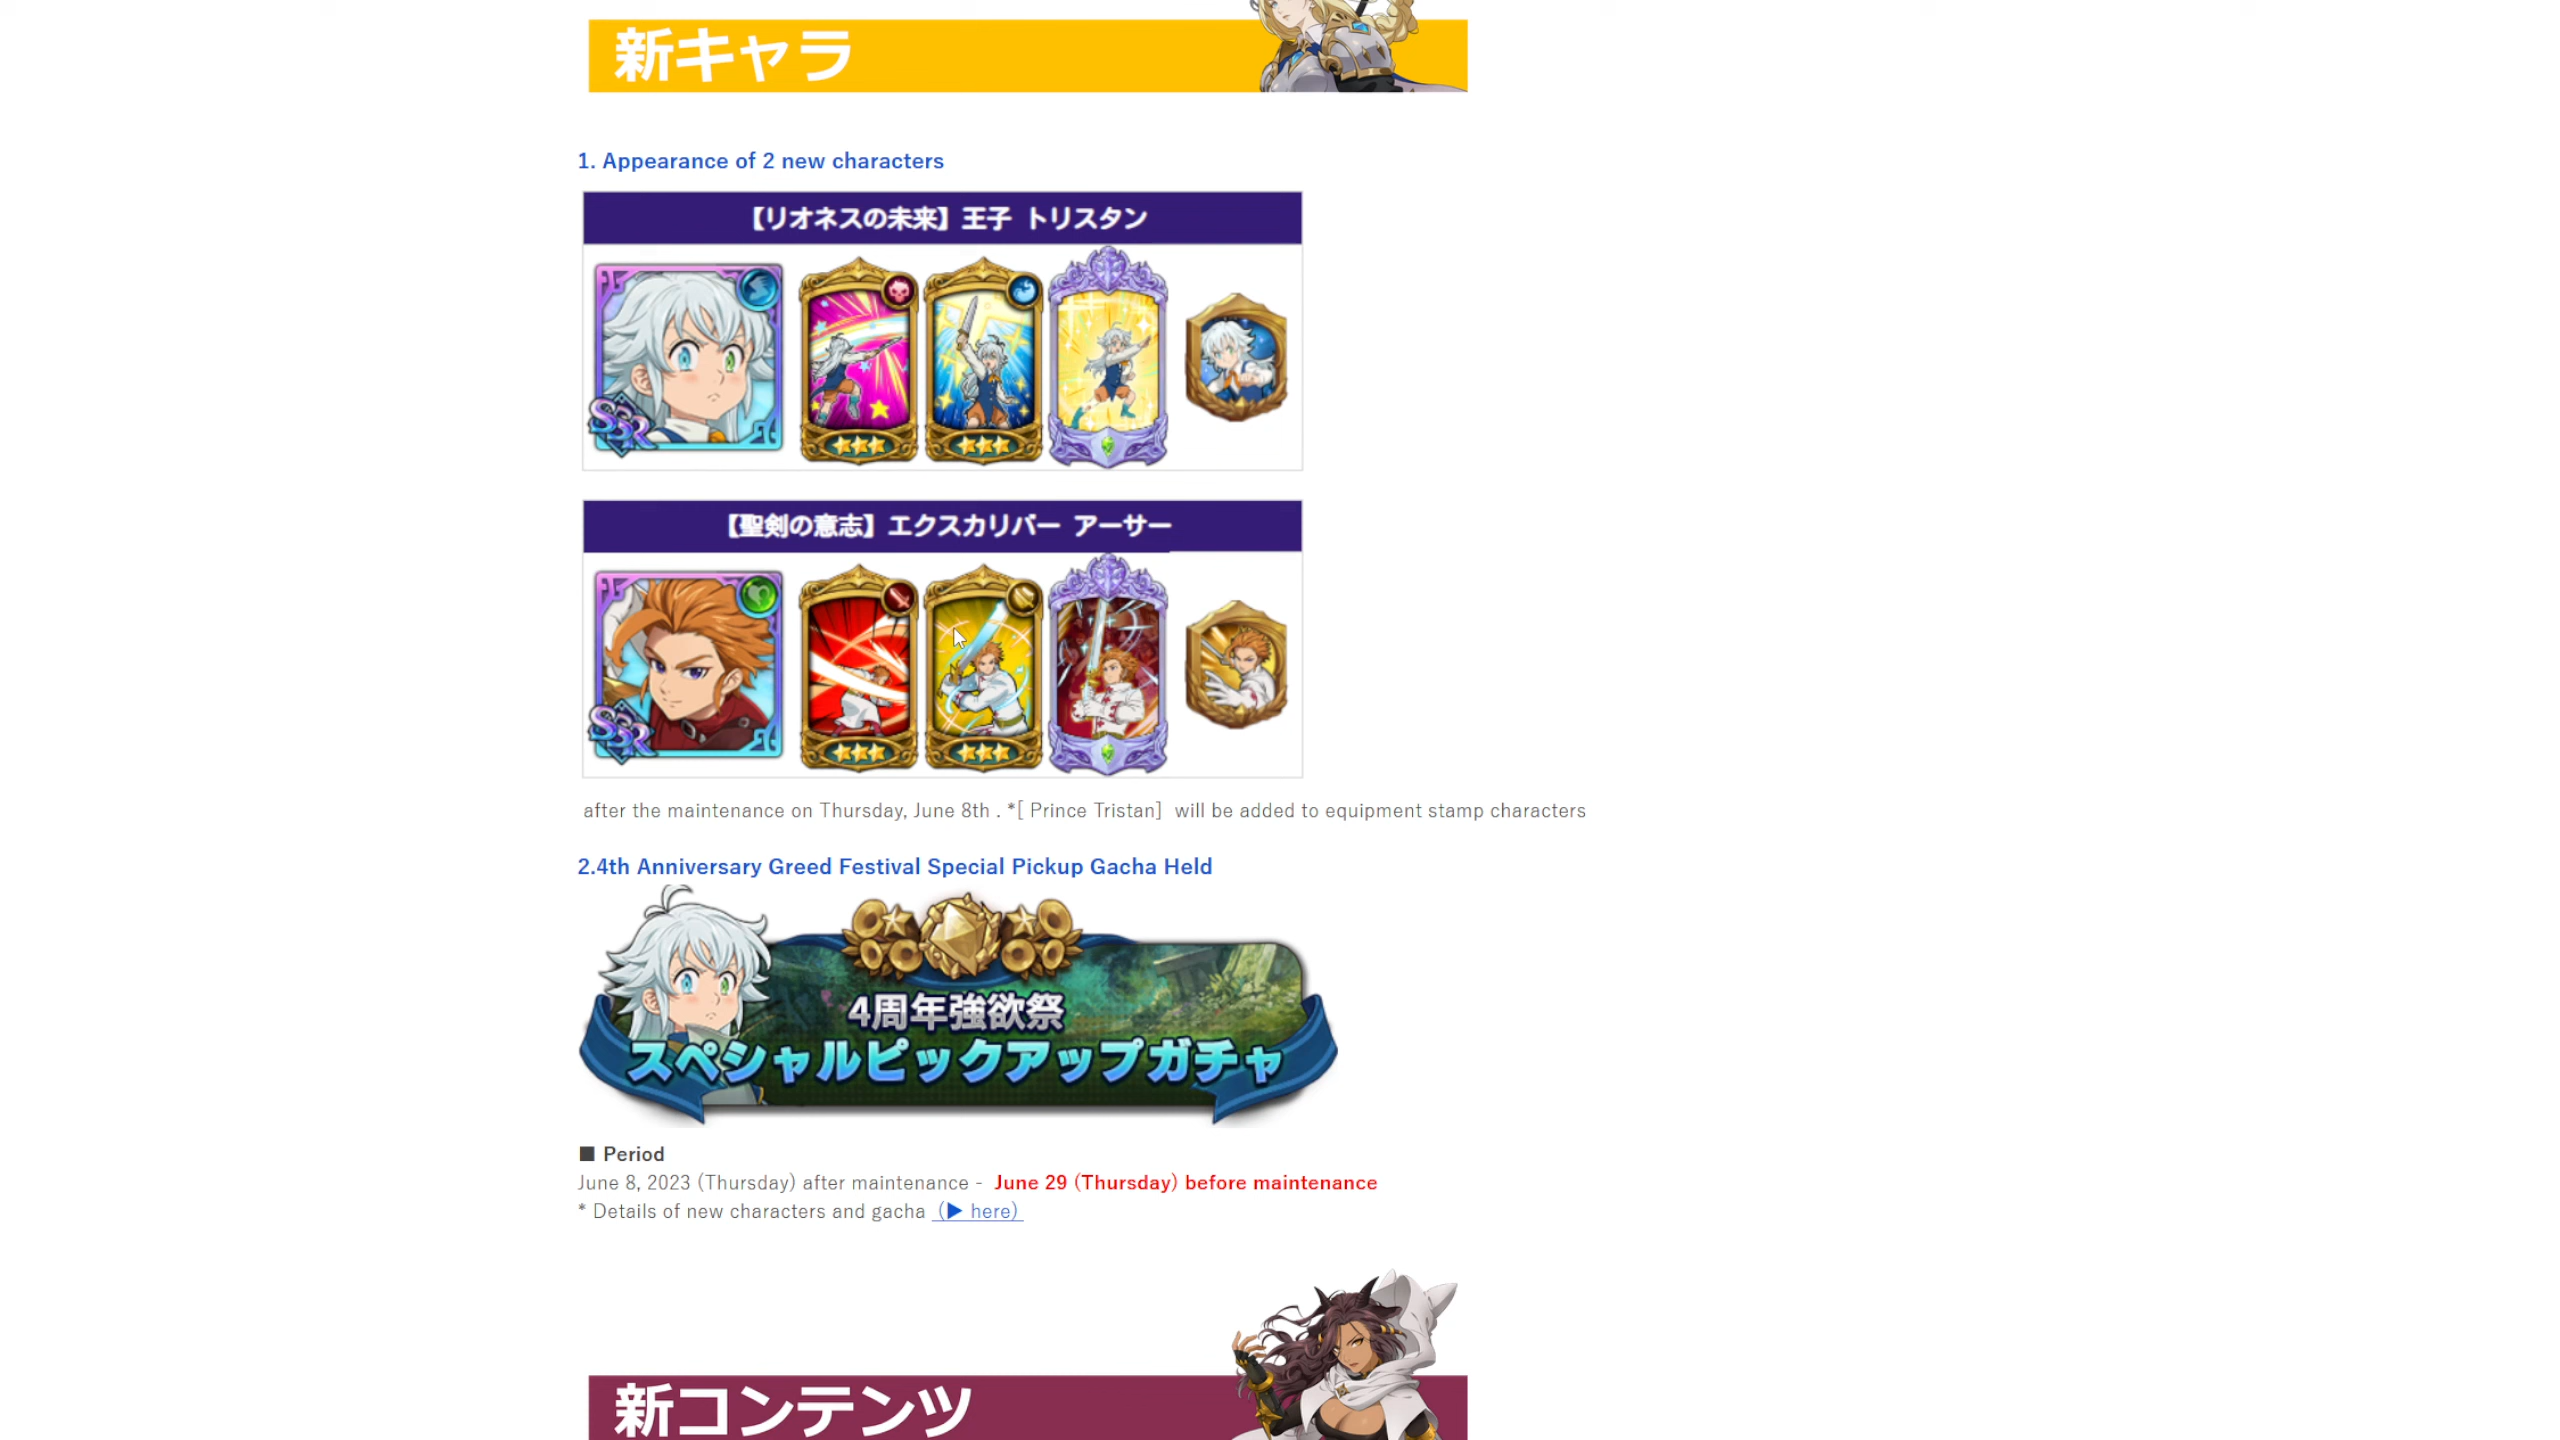 新キャラ
1. Appearance of 2 new characters
【リオネスの未来】王子 トリスタン
SSR
【聖剣の意志】エクスカリバー アーサー
SSR
after the maintenance on Thursday, June 8th . *[ Prince Tristan] will be added to equipment stamp characters
2.4th Anniversary Greed Festival Special Pickup Gacha Held
4周年強欲祭
スペシャルピックアップガチャ
■ Period
June 8, 2023 (Thursday) after maintenance - June 29 (Thursday) before maintenance
* Details of new characters and gacha (▶ here)
新コンテンツ